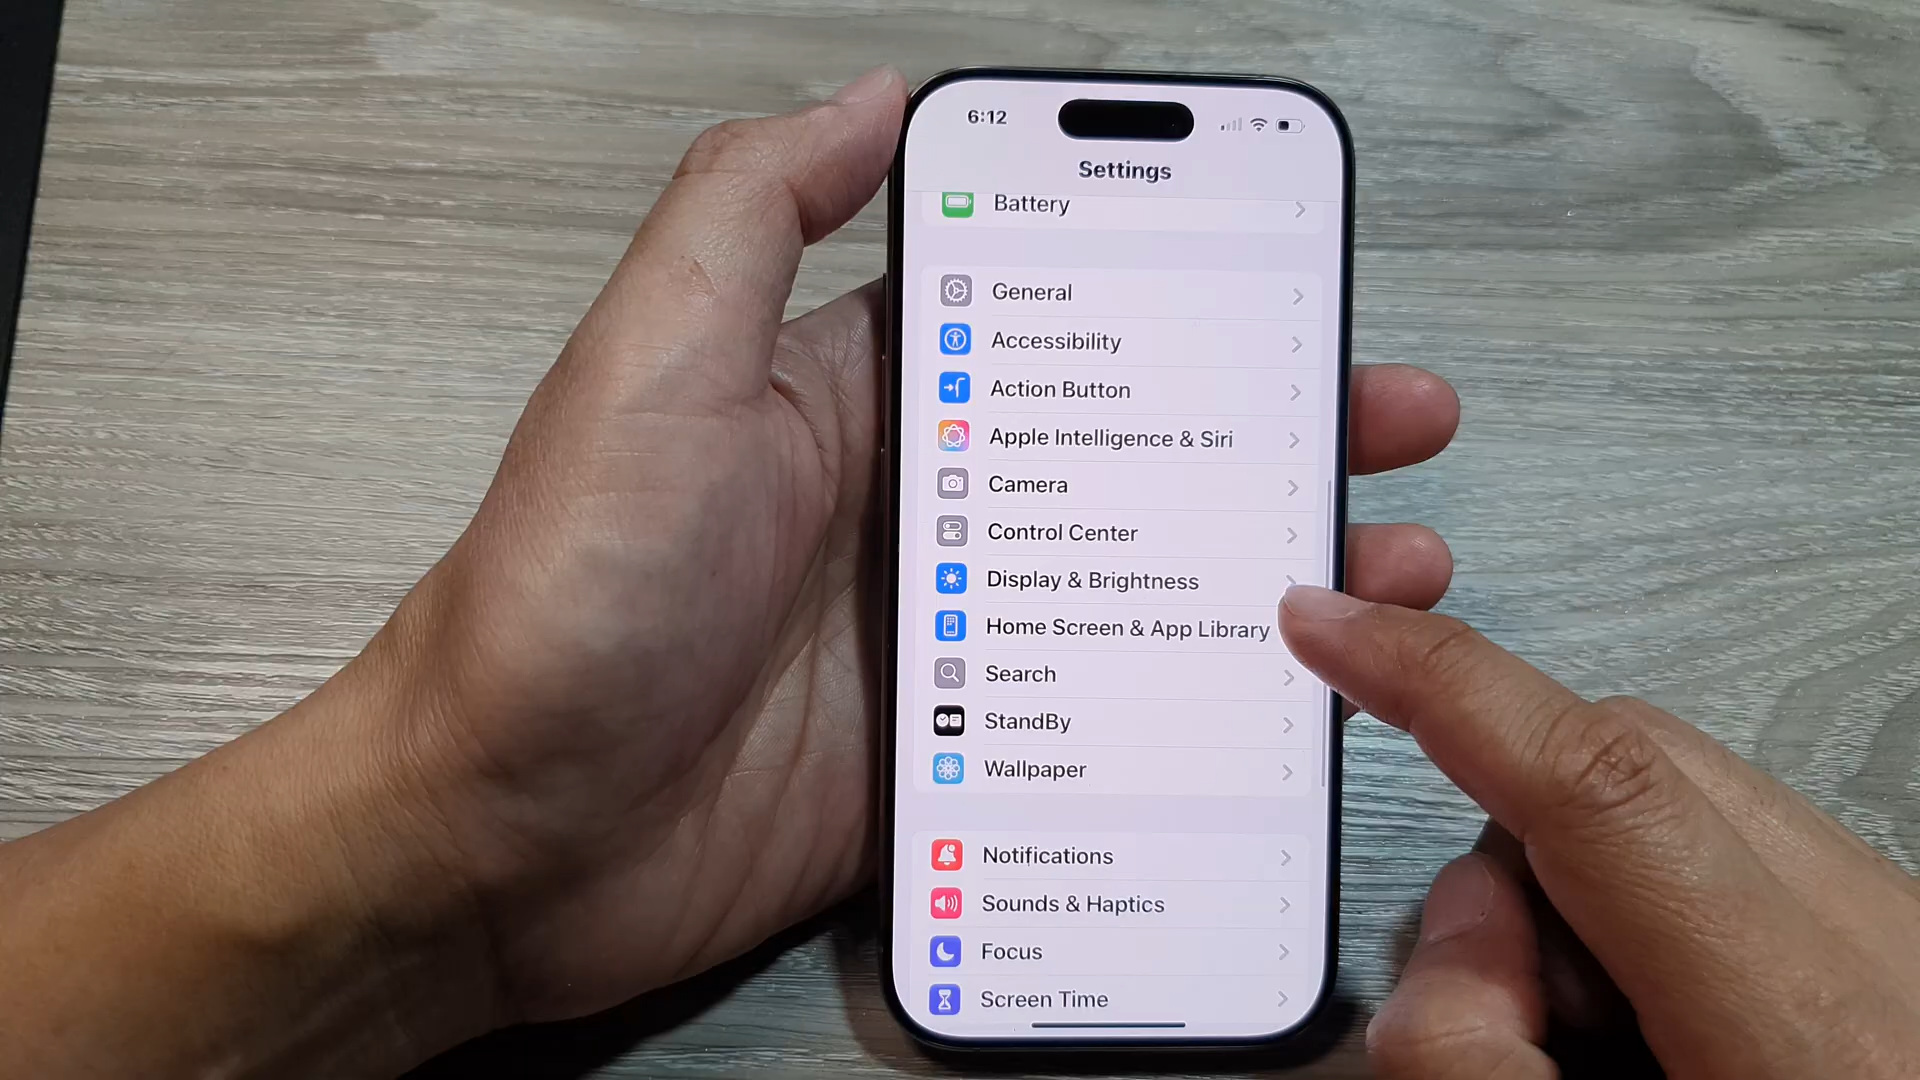 6:12
Settings
Battery
General
Accessibility
Action Button
Apple Intelligence & Siri
Camera
Control Center
Display & Brightness
Home Screen & App Library
Search
StandBy
Wallpaper
Notifications
Sounds & Haptics
Focus
Screen Time